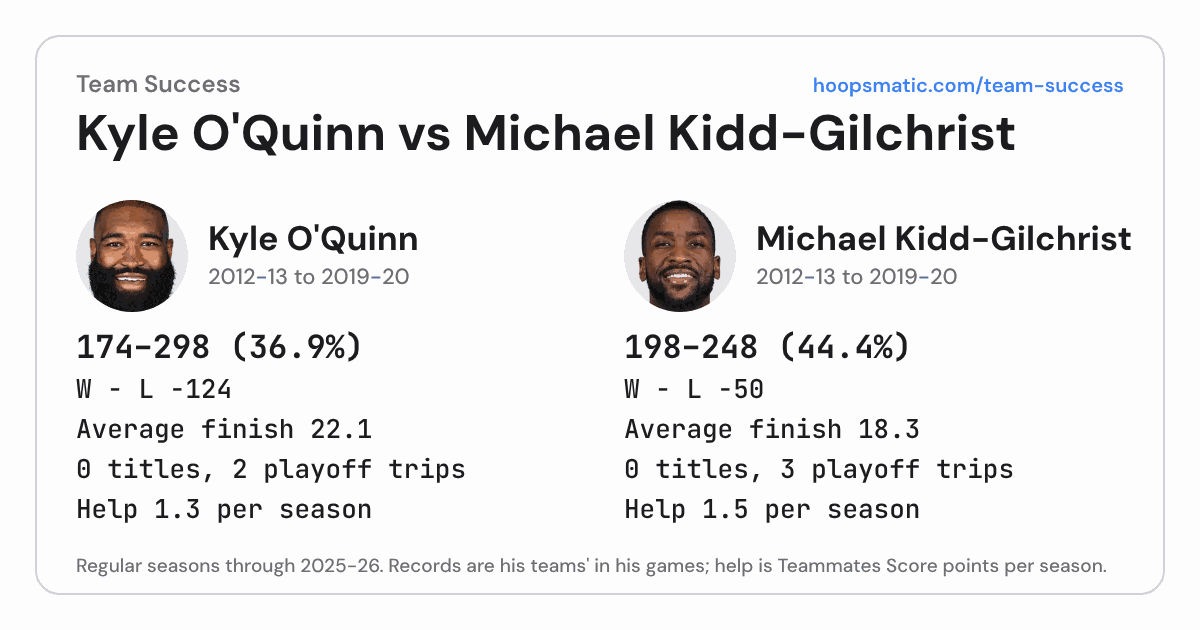 Team Success
hoopsmatic.com/team-success
Kyle O'Quinn vs Michael Kidd-Gilchrist
Kyle O'Quinn
2012-13 to 2019-20
174-298 (36.9%)
W - L -124
Average finish 22.1
0 titles, 2 playoff trips
Help 1.3 per season
Michael Kidd-Gilchrist
2012-13 to 2019-20
198-248 (44.4%)
W - L -50
Average finish 18.3
0 titles, 3 playoff trips
Help 1.5 per season
Regular seasons through 2025-26. Records are his teams' in his games; help is Teammates Score points per season.